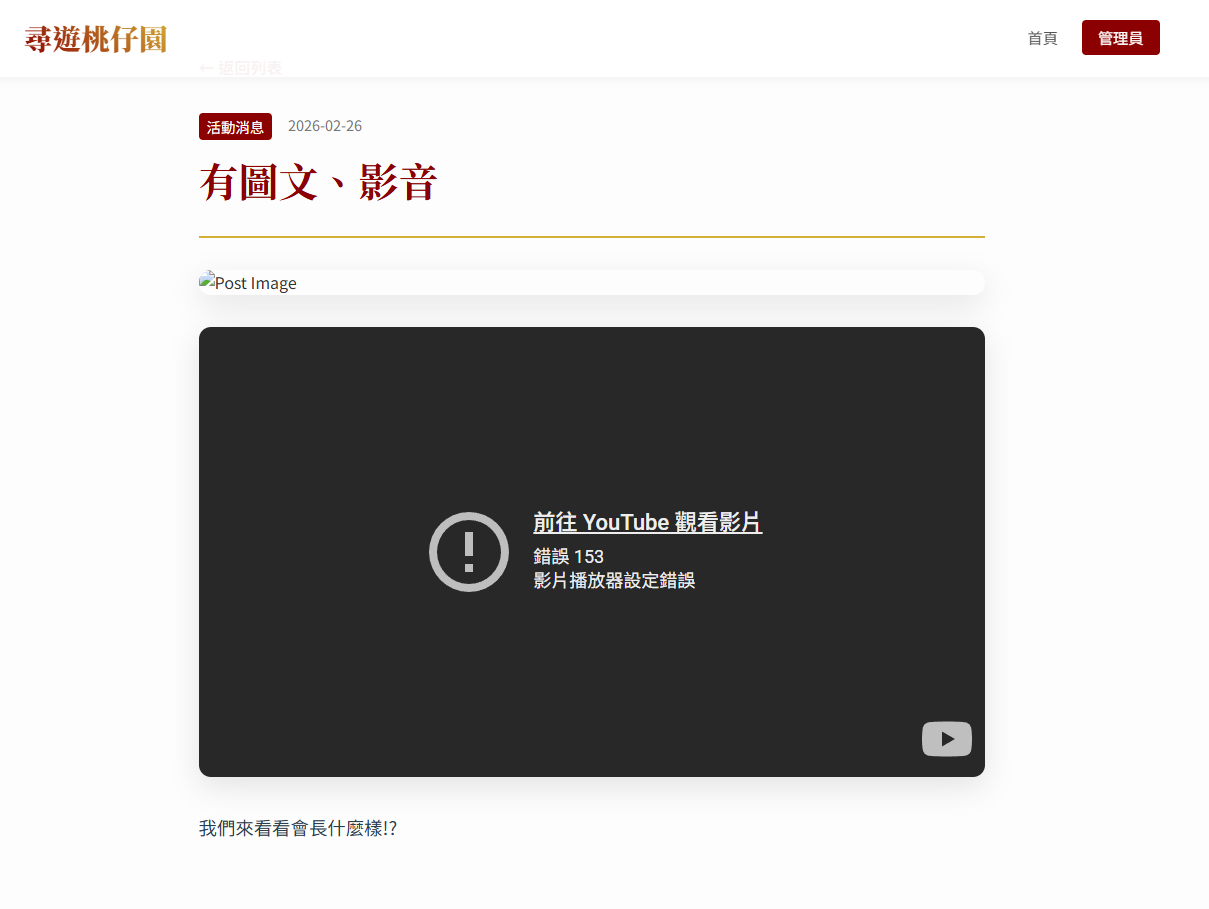 尋遊桃仔園
首頁
管理員
← 返回列表
活動消息
2026-02-26
有圖文、影音
Post Image
前往 YouTube 觀看影片
錯誤 153
影片播放器設定錯誤
我們來看看會長什麼樣!?